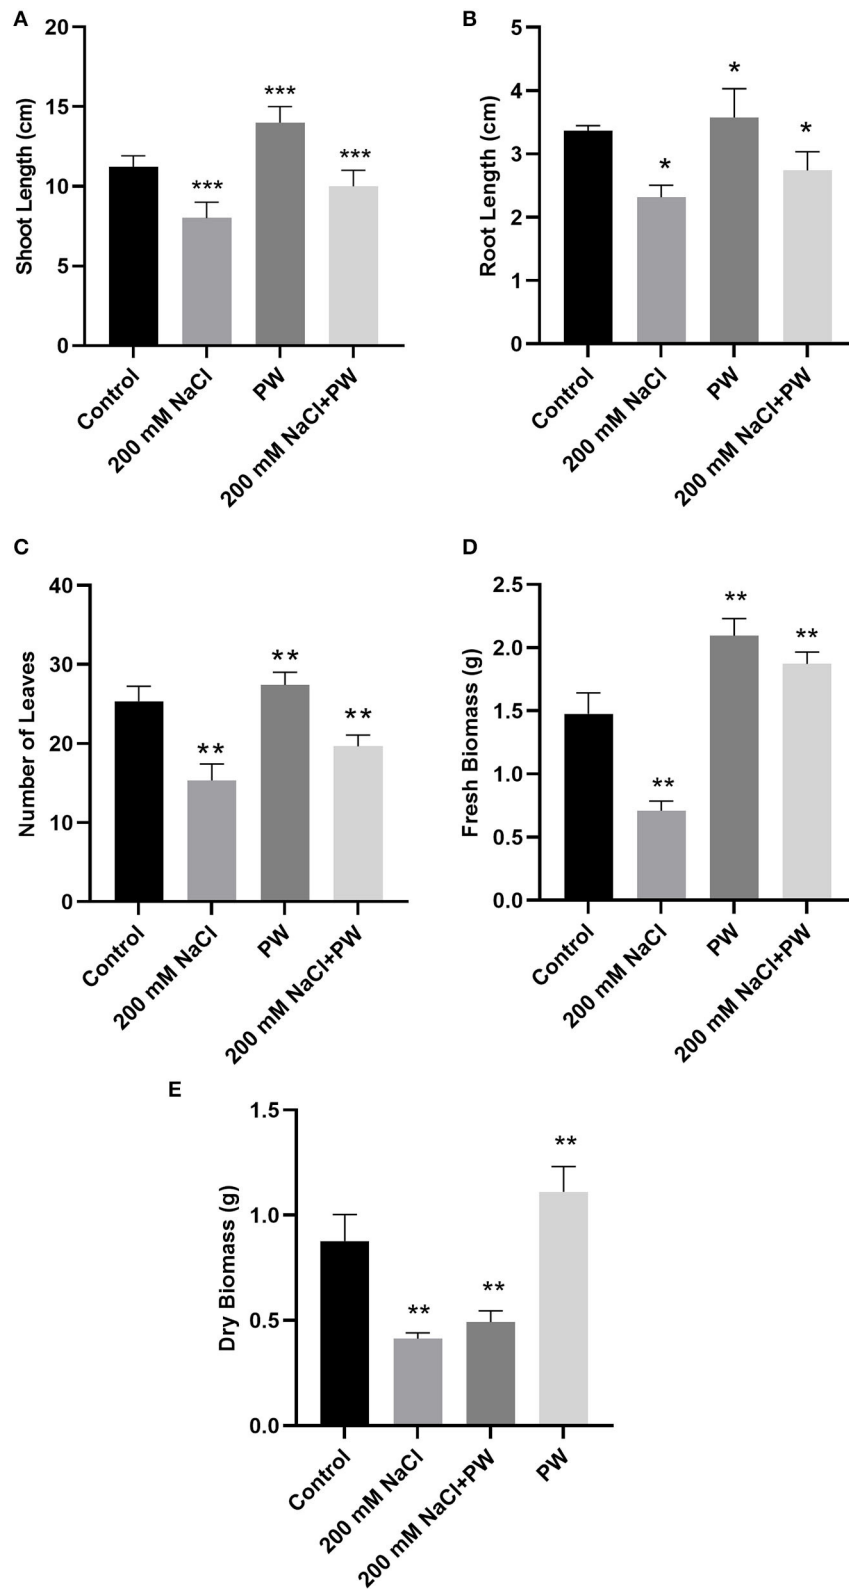 A
Shoot Length (cm)
20
15
10
5
0
***
***
***
Control
200 mM NaCl
PW
200 mM NaCl+PW
B
Root Length (cm)
5
4
3
2
1
0
*
*
*
Control
200 mM NaCl
PW
200 mM NaCl+PW
C
Number of Leaves
40
30
20
10
0
**
**
**
Control
200 mM NaCl
PW
200 mM NaCl+PW
D
Fresh Biomass (g)
2.5
2.0
1.5
1.0
0.5
0.0
**
**
**
Control
200 mM NaCl
PW
200 mM NaCl+PW
E
Dry Biomass (g)
1.5
1.0
0.5
0.0
**
**
**
Control
200 mM NaCl
200 mM NaCl+PW
PW